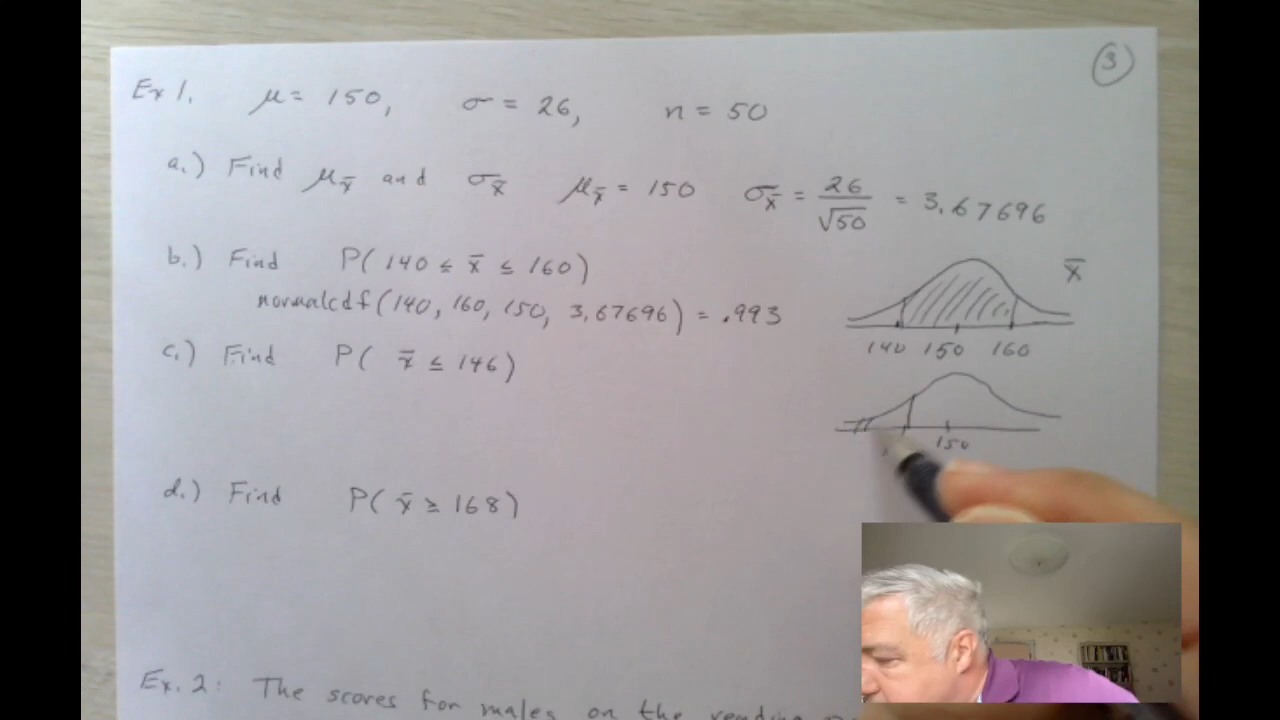 3
Ex 1. μ = 150, σ = 26, n = 50
a.) Find μx̄ and σx̄ μx̄ = 150 σx̄ = 26/√50 = 3.67696
b.) Find P(140 ≤ x̄ ≤ 160)
x̄
normalcdf(140, 160, 150, 3.67696) = .993
140 150 160
c.) Find P( x̄ ≤ 146)
150
d.) Find P(x̄ ≥ 168)
Ex. 2: The scores for males on the reading